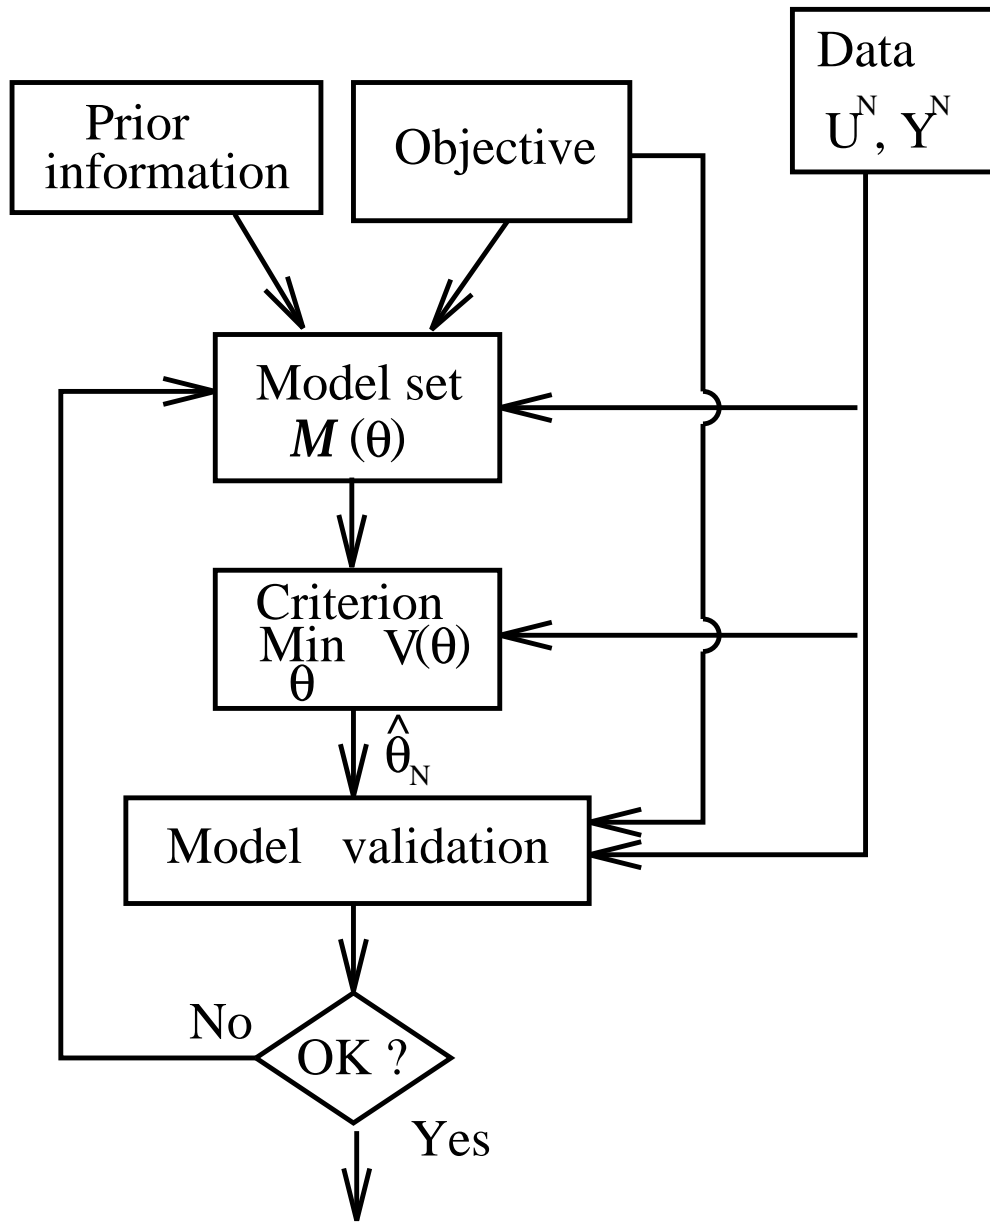 Prior
information
Objective
Data
U^N, Y^N
Model set
M (θ)
Criterion
Min V(θ)
θ
θ̂_N
Model validation
No
OK ?
Yes